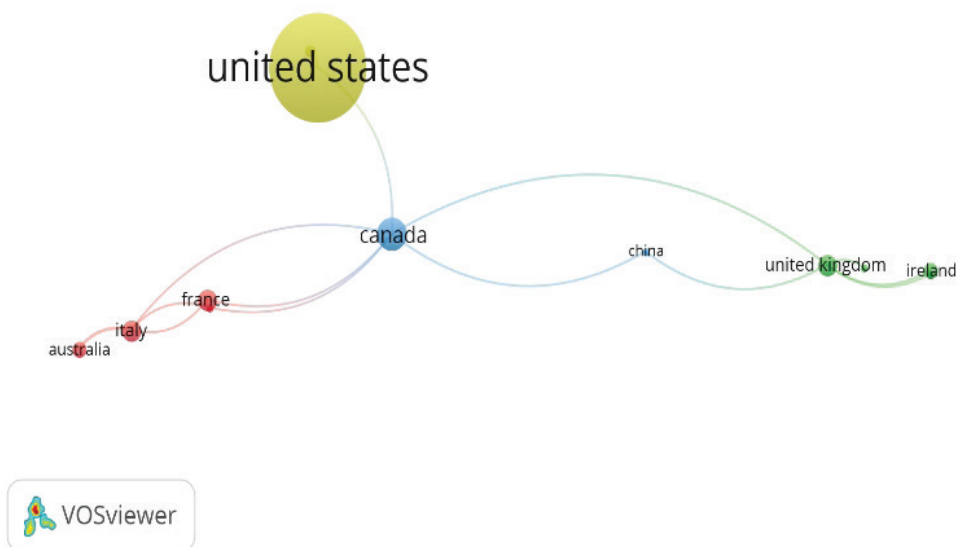 united states
canada
china
united kingdom
ireland
france
italy
australia
VOSviewer